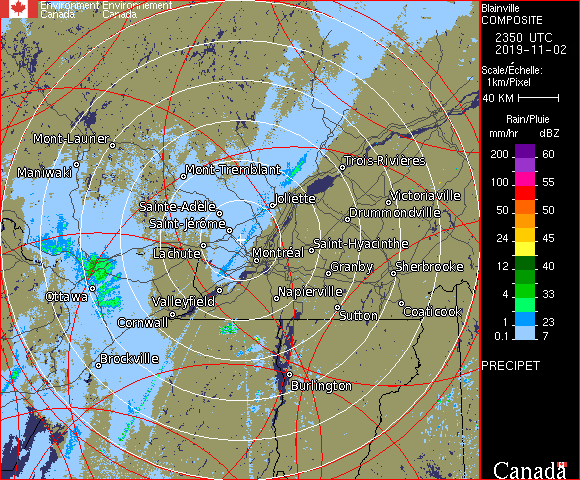 Environment Environnement
Canada Canada
Blainville
COMPOSITE
2350 UTC
2019-11-02
Scale/Échelle:
1km/Pixel
40 KM
Rain/Pluie
mm/hr dBZ
200 60
100 55
50 50
24 45
12 40
4 33
1 23
0.1 7
PRECIPET
Canada
Mont-Laurier
Maniwaki
Mont-Tremblant
Trois-Rivières
Sainte-Adèle
Joliette
Victoriaville
Drummondville
Saint-Jérôme
Lachute
Montréal
Saint-Hyacinthe
Granby
Sherbrooke
Ottawa
Valleyfield
Napierville
Cornwall
Sutton
Coaticook
Brockville
Burlington